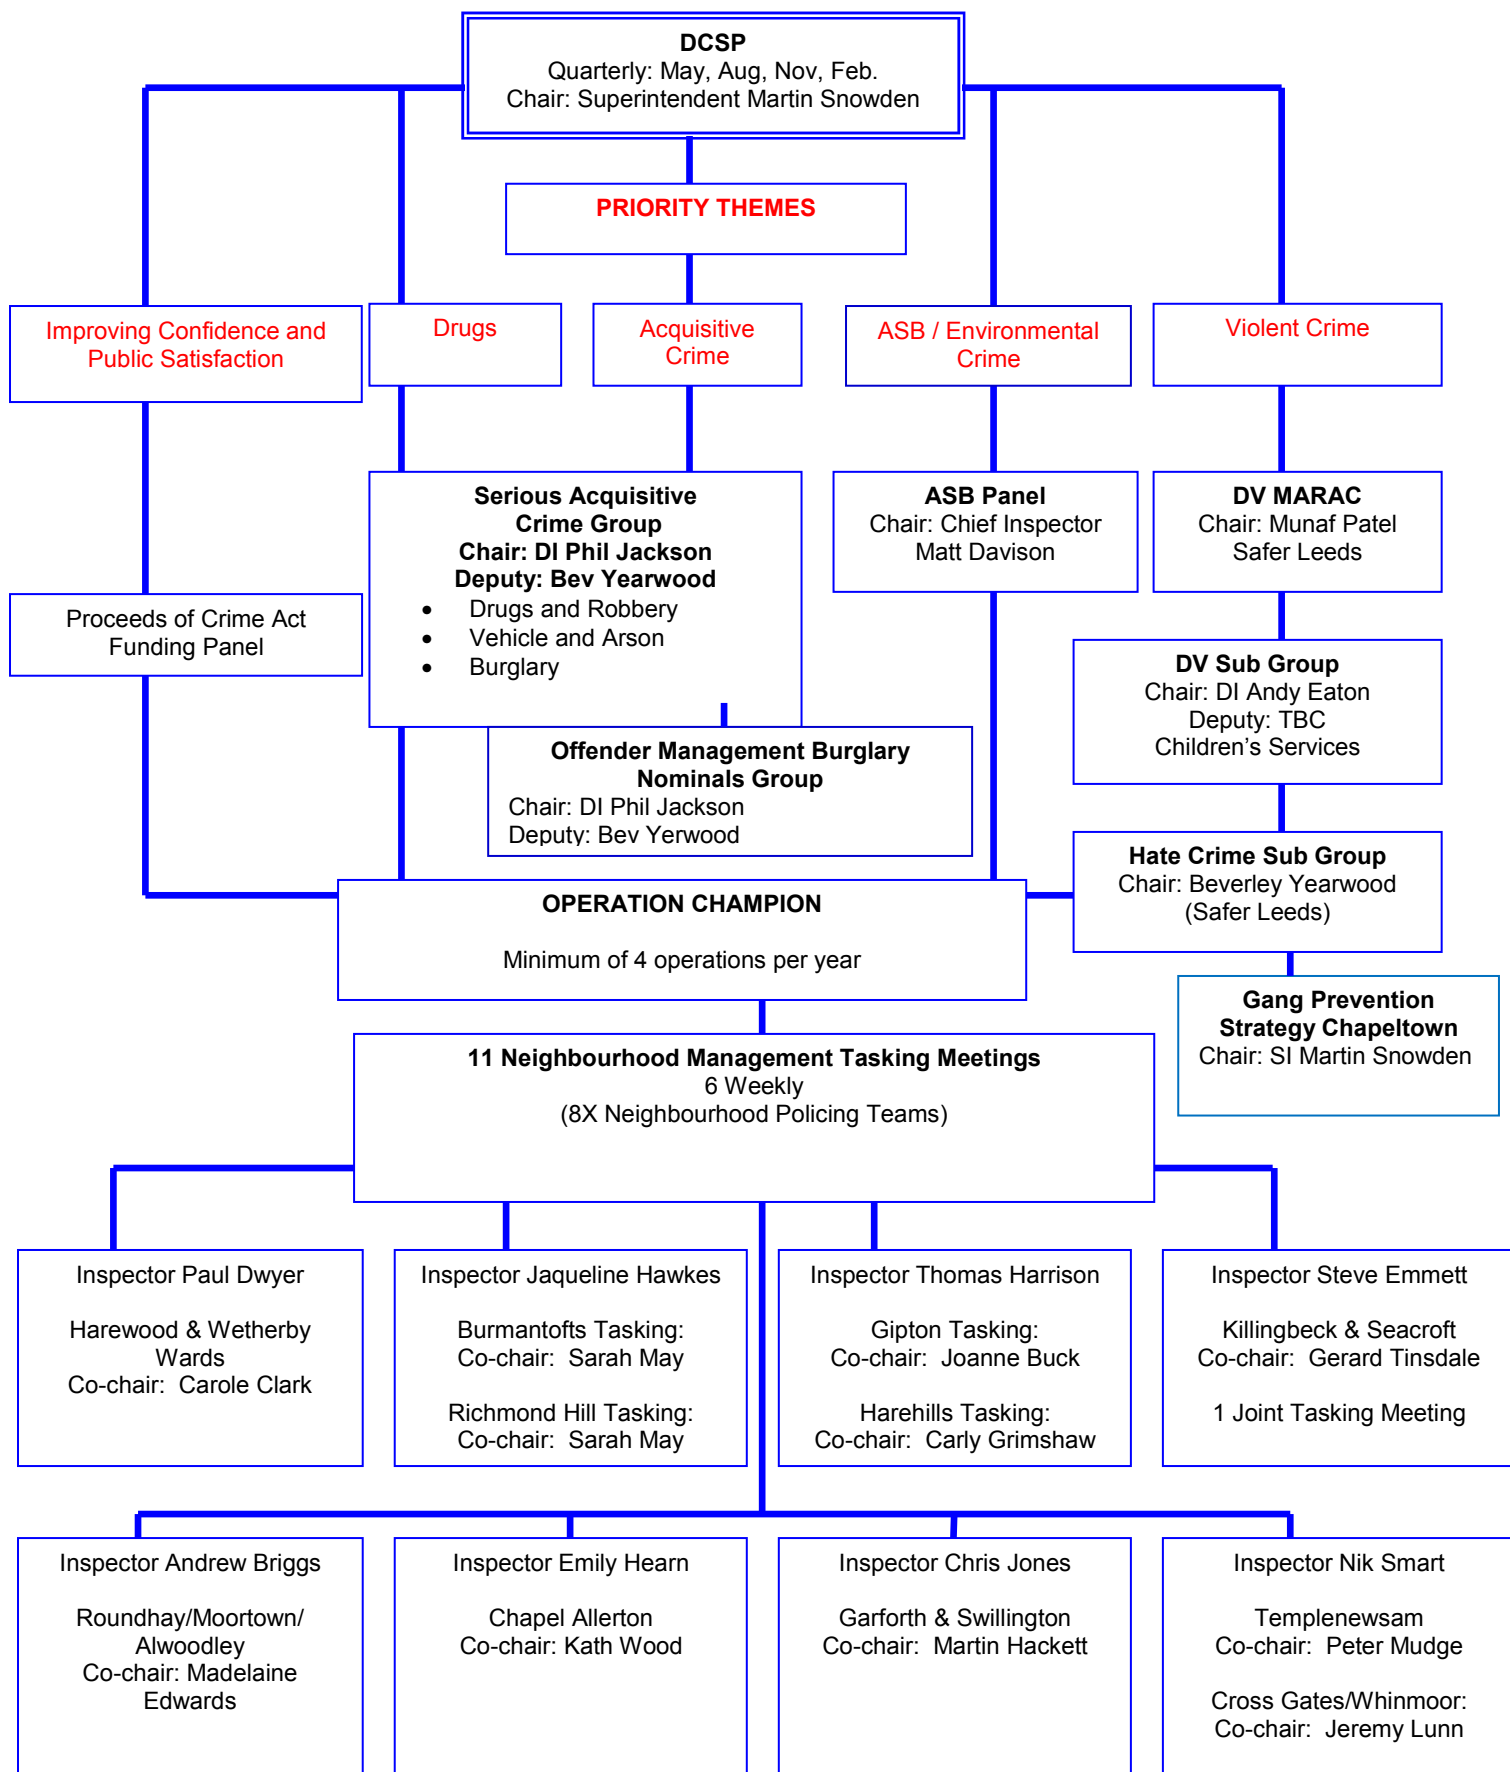 DCSP
Quarterly: May, Aug, Nov, Feb.
Chair: Superintendent Martin Snowden
PRIORITY THEMES
Improving Confidence and
Public Satisfaction
Drugs
Acquisitive
Crime
ASB / Environmental
Crime
Violent Crime
Serious Acquisitive
Crime Group
Chair: DI Phil Jackson
Deputy: Bev Yearwood
• Drugs and Robbery
• Vehicle and Arson
• Burglary
ASB Panel
Chair: Chief Inspector
Matt Davison
DV MARAC
Chair: Munaf Patel
Safer Leeds
Proceeds of Crime Act
Funding Panel
DV Sub Group
Chair: DI Andy Eaton
Deputy: TBC
Children’s Services
Offender Management Burglary
Nominals Group
Chair: DI Phil Jackson
Deputy: Bev Yerwood
Hate Crime Sub Group
Chair: Beverley Yearwood
(Safer Leeds)
OPERATION CHAMPION
Minimum of 4 operations per year
Gang Prevention
Strategy Chapeltown
Chair: SI Martin Snowden
11 Neighbourhood Management Tasking Meetings
6 Weekly
(8X Neighbourhood Policing Teams)
Inspector Paul Dwyer
Harewood & Wetherby
Wards
Co-chair: Carole Clark
Inspector Jaqueline Hawkes
Burmantofts Tasking:
Co-chair: Sarah May
Richmond Hill Tasking:
Co-chair: Sarah May
Inspector Thomas Harrison
Gipton Tasking:
Co-chair: Joanne Buck
Harehills Tasking:
Co-chair: Carly Grimshaw
Inspector Steve Emmett
Killingbeck & Seacroft
Co-chair: Gerard Tinsdale
1 Joint Tasking Meeting
Inspector Andrew Briggs
Roundhay/Moortown/
Alwoodley
Co-chair: Madelaine
Edwards
Inspector Emily Hearn
Chapel Allerton
Co-chair: Kath Wood
Inspector Chris Jones
Garforth & Swillington
Co-chair: Martin Hackett
Inspector Nik Smart
Templenewsam
Co-chair: Peter Mudge
Cross Gates/Whinmoor:
Co-chair: Jeremy Lunn